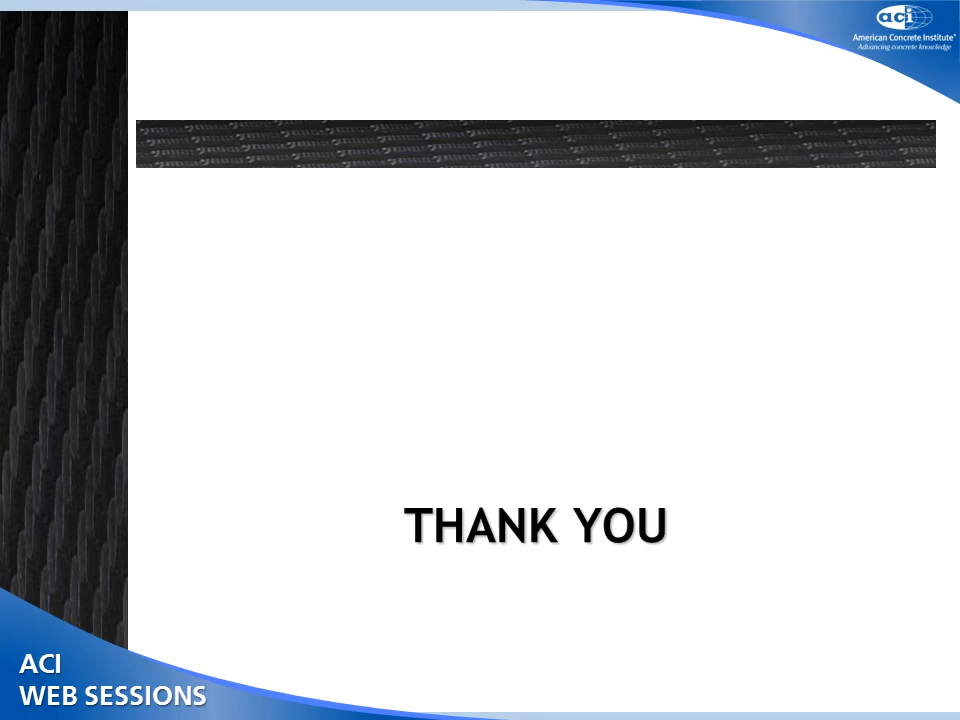 aci
American Concrete Institute®
Advancing concrete knowledge
THANK YOU
ACI
WEB SESSIONS